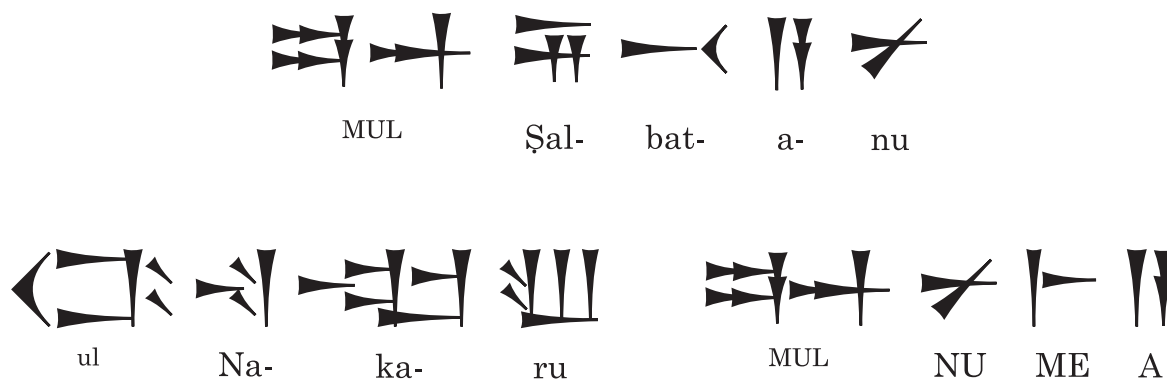 𒀯 𒉌 𒁁 𒀀 𒉡
MUL Ṣal- bat- a- nu
𒌌 𒈾 𒅗 𒊒 𒀯 𒉡 𒈨 𒀀
ul Na- ka- ru MUL NU ME A